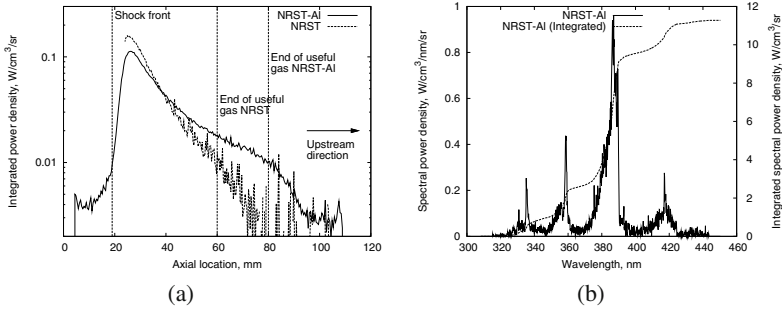 Integrated power density, W/cm³/sr
0.1
0.01
0
20
40
60
80
100
120
Axial location, mm
Shock front
NRST-Al
NRST
End of useful
gas NRST-Al
End of useful
gas NRST
Upstream
direction
(a)
Spectral power density, W/cm³/nm/sr
1
0.8
0.6
0.4
0.2
0
300
320
340
360
380
400
420
440
460
Wavelength, nm
NRST-Al
NRST-Al (Integrated)
12
10
8
6
4
2
0
Integrated spectral power density, W/cm³/sr
(b)